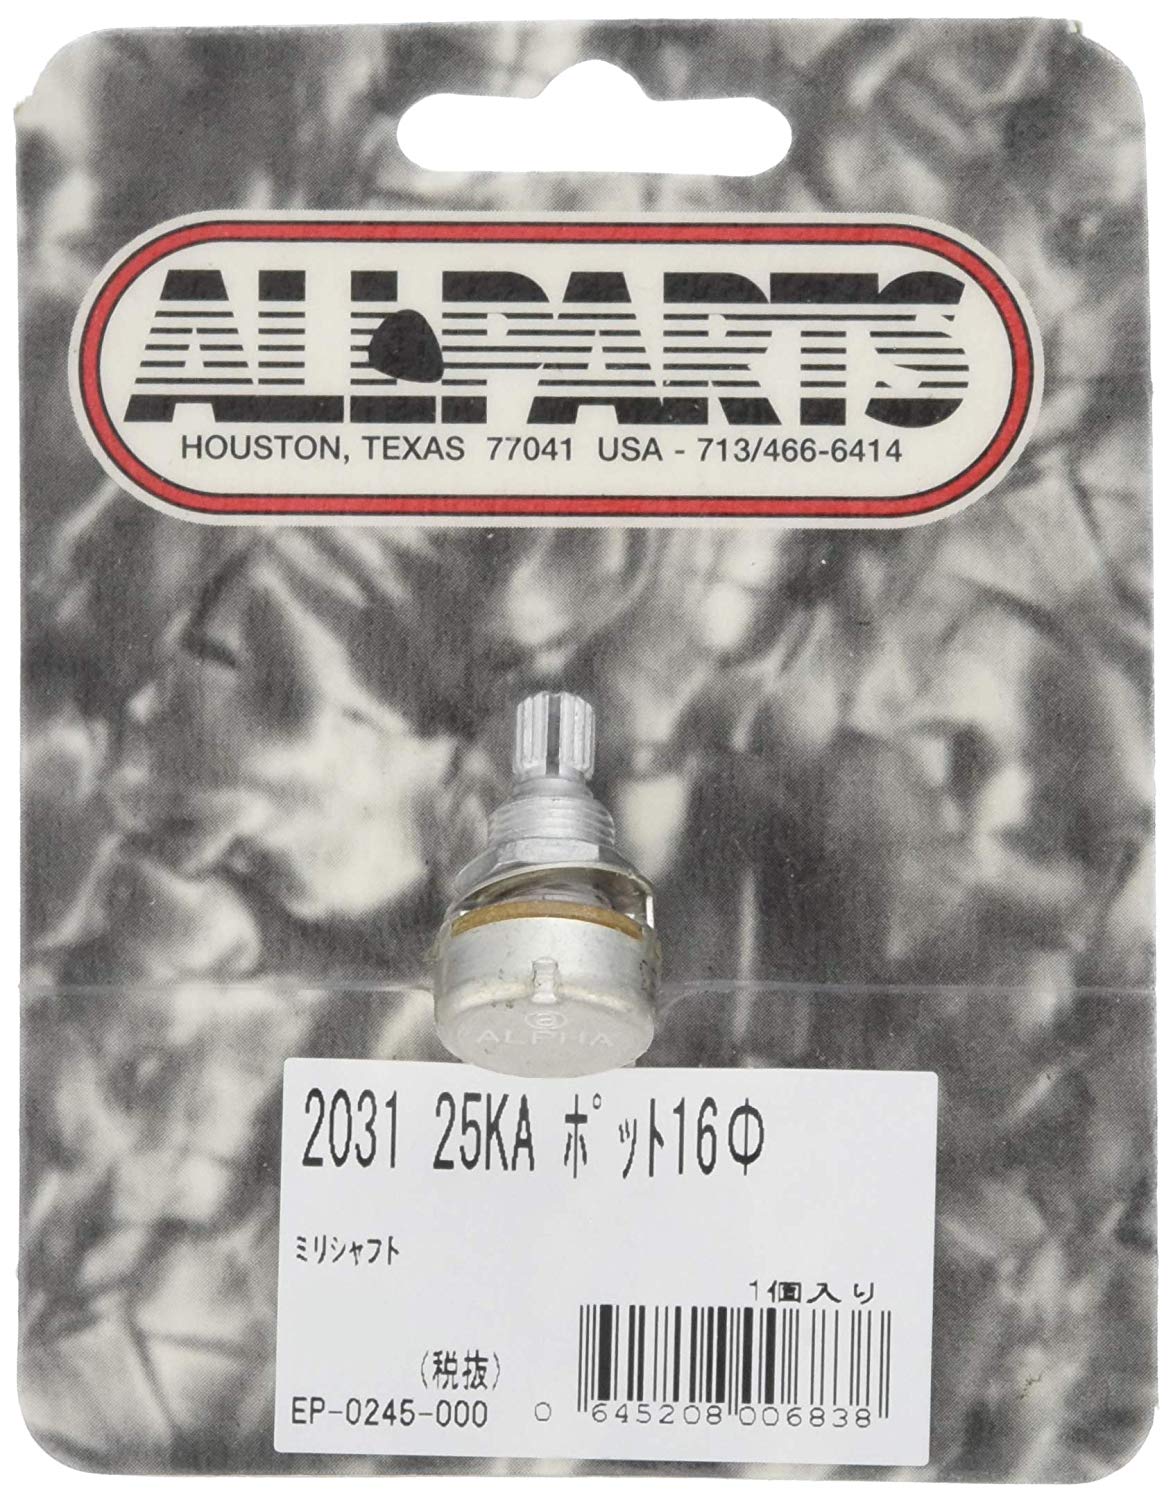 ALLPARTS
HOUSTON, TEXAS 77041 USA - 713/466-6414
ALPHA
2031 25KA ポット16Φ
ミリシャフト
1個入り
(税抜)
EP-0245-000
0 645208 006838